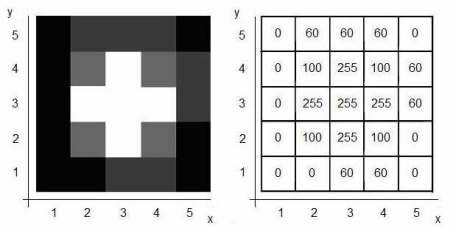 y
5
4
3
2
1
1 2 3 4 5 x
y
5 0 60 60 60 0
4 0 100 255 100 60
3 0 255 255 255 60
2 0 100 255 100 0
1 0 0 60 60 0
1 2 3 4 5 x